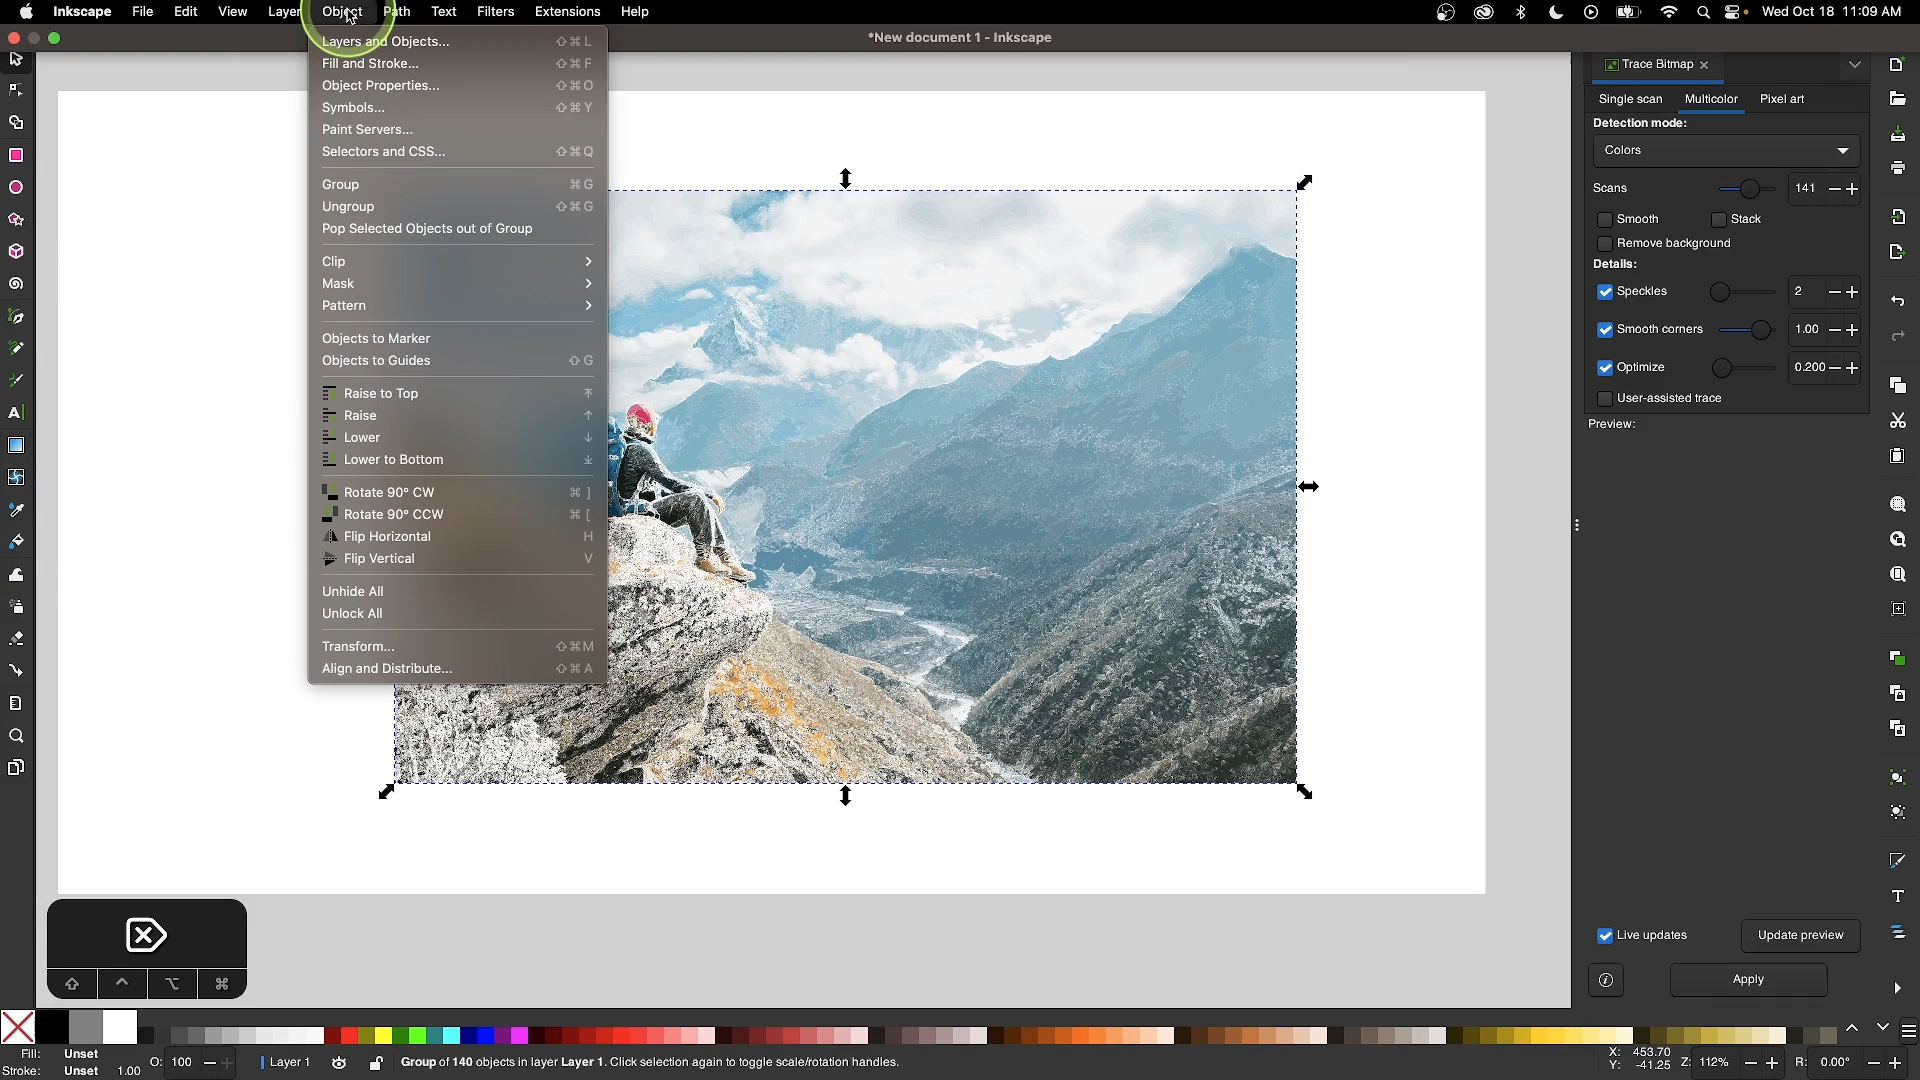 Inkscape File Edit View Layer Object Path Text Filters Extensions Help Wed Oct 18 11:09 AM
*New document 1 - Inkscape
Layers and Objects... ⇧⌘L
Fill and Stroke... ⇧⌘F
Object Properties... ⇧⌘O
Symbols... ⇧⌘Y
Paint Servers...
Selectors and CSS... ⇧⌘Q
Group ⌘G
Ungroup ⇧⌘G
Pop Selected Objects out of Group
Clip
Mask
Pattern
Objects to Marker
Objects to Guides ⇧G
Raise to Top
Raise
Lower
Lower to Bottom
Rotate 90° CW ⌘]
Rotate 90° CCW ⌘[
Flip Horizontal H
Flip Vertical V
Unhide All
Unlock All
Transform... ⇧⌘M
Align and Distribute... ⇧⌘A
Trace Bitmap
Single scan Multicolor Pixel art
Detection mode:
Colors
Scans 141
Smooth Stack
Remove background
Details:
Speckles 2
Smooth corners 1.00
Optimize 0.200
User-assisted trace
Preview:
Live updates Update preview
Apply
Fill: Unset
Stroke: Unset 1.00
O: 100
Layer 1
Group of 140 objects in layer Layer 1. Click selection again to toggle scale/rotation handles.
X: 453.70
Y: -41.25
Z: 112%
R: 0.00°